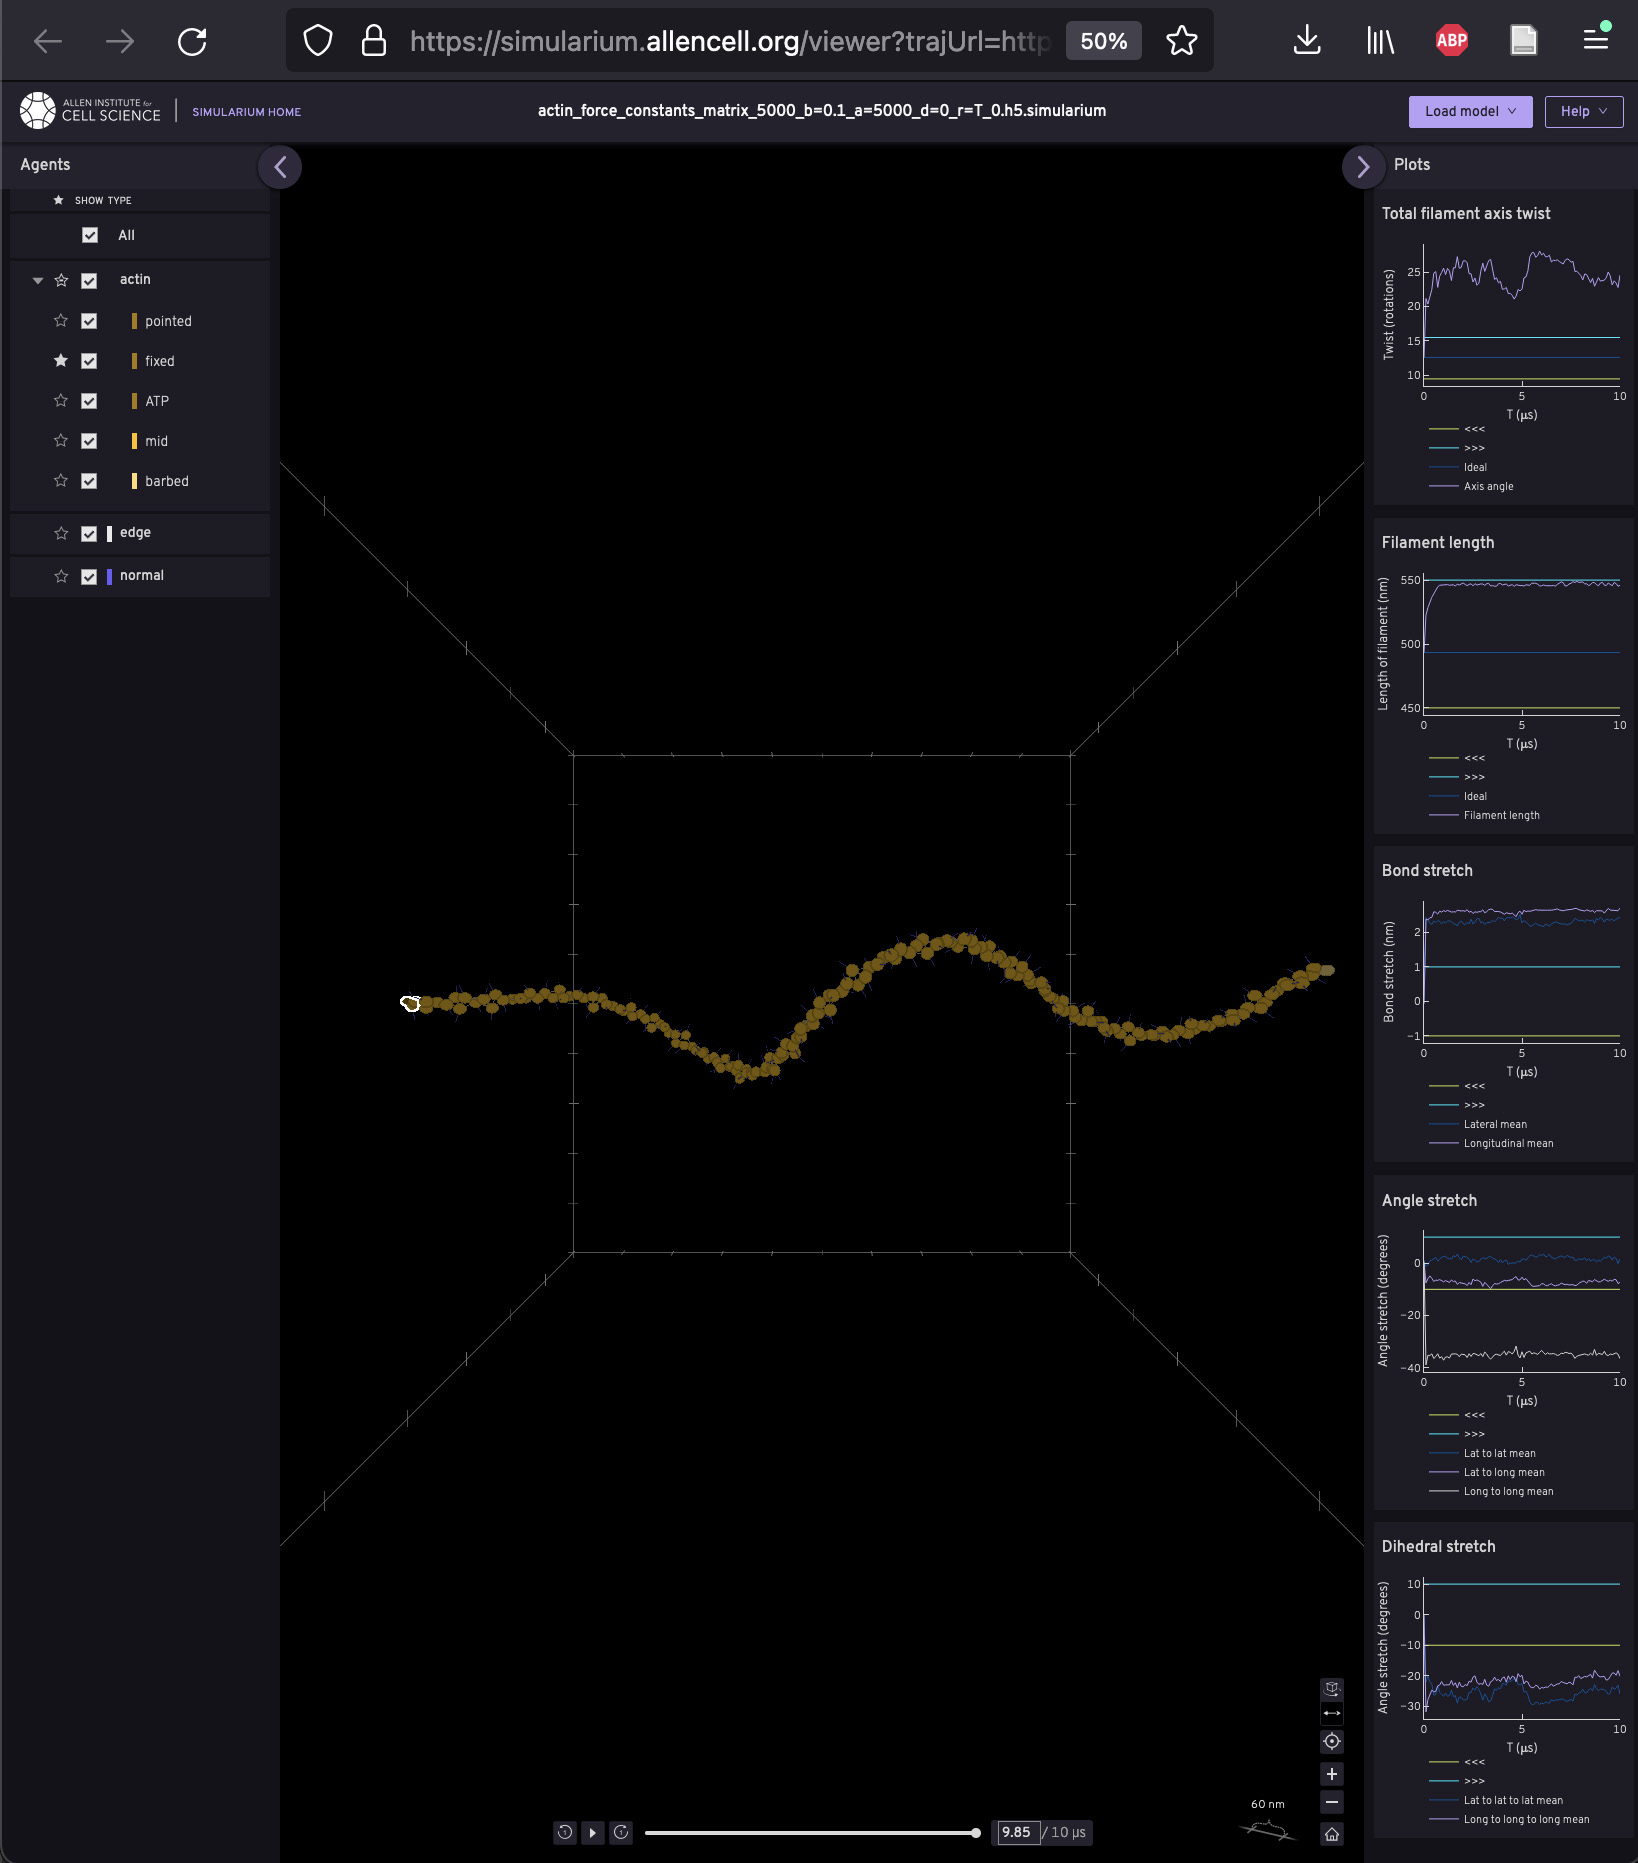 https://simularium.allencell.org/viewer?trajUrl=http
50%
ABP
ALLEN INSTITUTE for
CELL SCIENCE
SIMULARIUM HOME
actin_force_constants_matrix_5000_b=0.1_a=5000_d=0_r=T_0.h5.simularium
Load model
Help
Agents
SHOW TYPE
All
actin
pointed
fixed
ATP
mid
barbed
edge
normal
1
1
9.85 / 10 µs
60 nm
Plots
Total filament axis twist
Twist (rotations)
25
20
15
10
0 5 10
T (µs)
<<<
>>>
Ideal
Axis angle
Filament length
Length of filament (nm)
550
500
450
0 5 10
T (µs)
<<<
>>>
Ideal
Filament length
Bond stretch
Bond stretch (nm)
2
1
0
−1
0 5 10
T (µs)
<<<
>>>
Lateral mean
Longitudinal mean
Angle stretch
Angle stretch (degrees)
0
−20
−40
0 5 10
T (µs)
<<<
>>>
Lat to lat mean
Lat to long mean
Long to long mean
Dihedral stretch
Angle stretch (degrees)
10
0
−10
−20
−30
0 5 10
T (µs)
<<<
>>>
Lat to lat to lat mean
Long to long to long mean